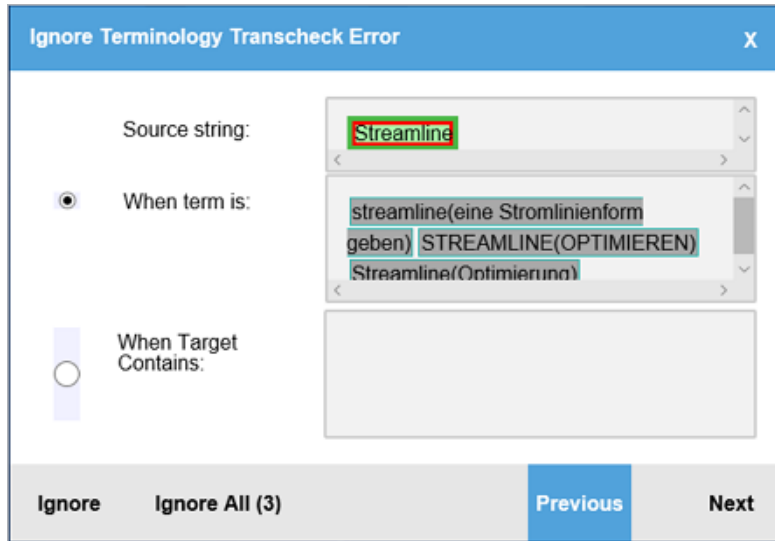 Ignore Terminology Transcheck Error X
Source string: Streamline
When term is: streamline(eine Stromlinienform
geben) STREAMLINE(OPTIMIEREN)
Streamline(Optimierung)
When Target
Contains:
Ignore Ignore All (3) Previous Next